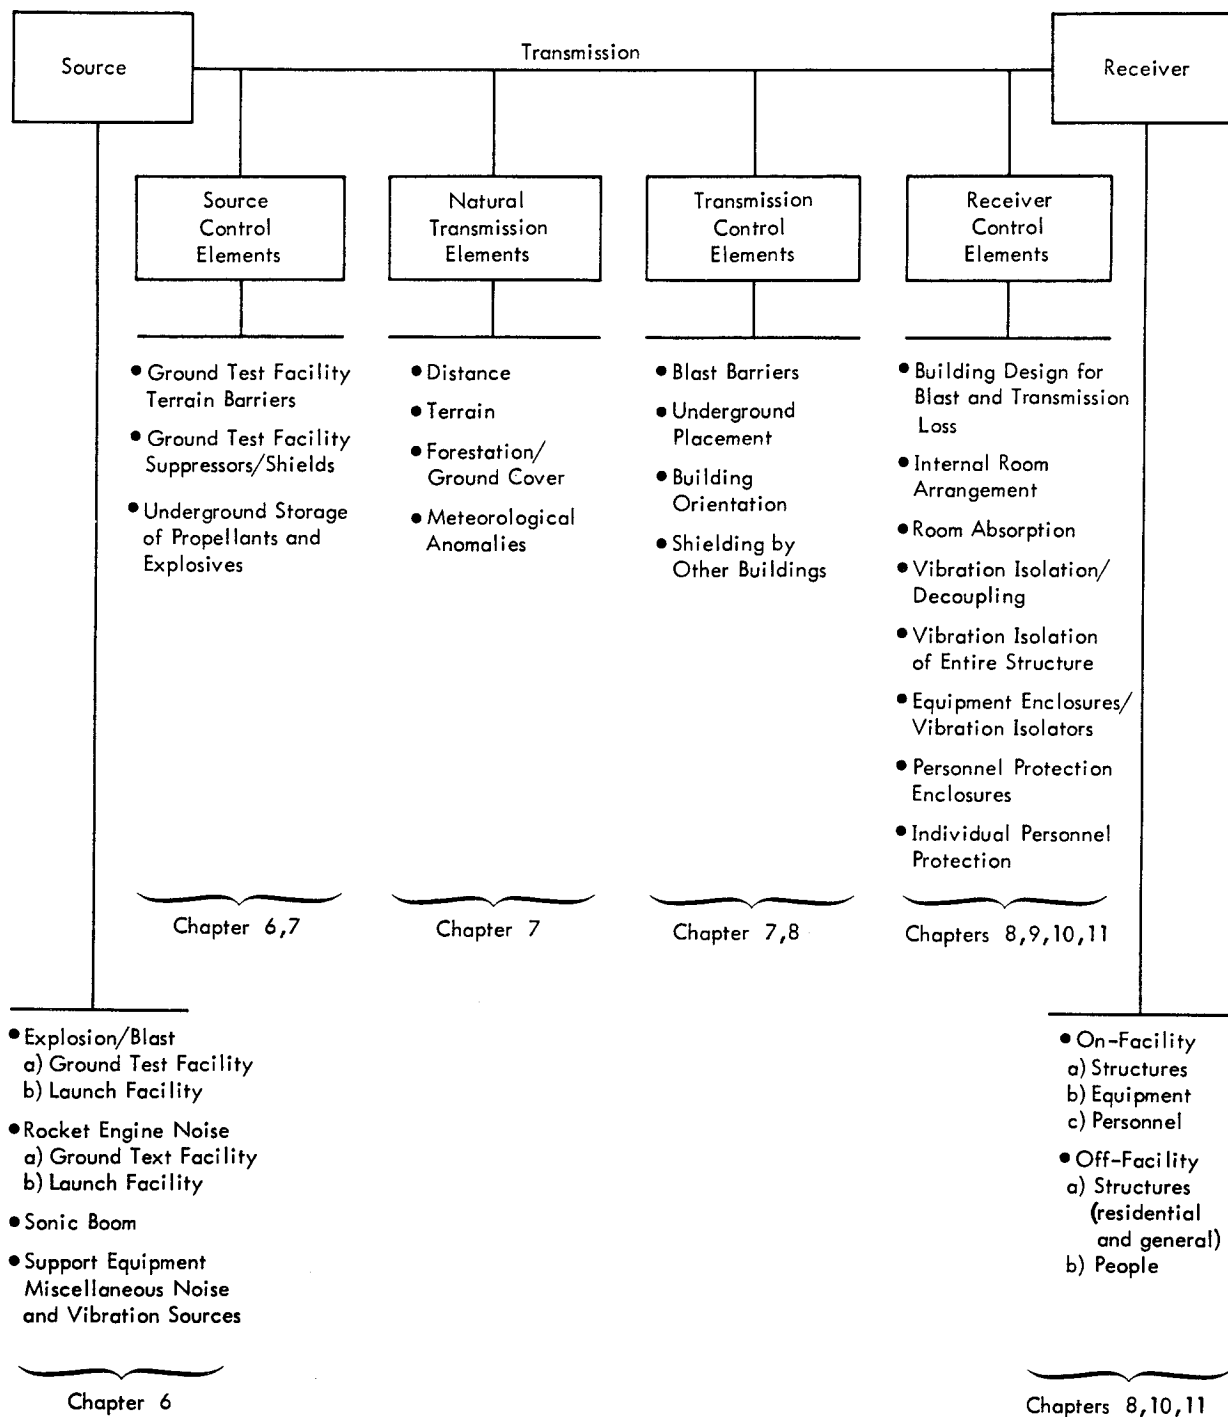 Source
Transmission
Receiver
Source
Control
Elements
Natural
Transmission
Elements
Transmission
Control
Elements
Receiver
Control
Elements
● Ground Test Facility
Terrain Barriers
● Ground Test Facility
Suppressors/Shields
● Underground Storage
of Propellants and
Explosives
● Distance
● Terrain
● Forestation/
Ground Cover
● Meteorological
Anomalies
● Blast Barriers
● Underground
Placement
● Building
Orientation
● Shielding by
Other Buildings
● Building Design for
Blast and Transmission
Loss
● Internal Room
Arrangement
● Room Absorption
● Vibration Isolation/
Decoupling
● Vibration Isolation
of Entire Structure
● Equipment Enclosures/
Vibration Isolators
● Personnel Protection
Enclosures
● Individual Personnel
Protection
Chapter 6,7
Chapter 7
Chapter 7,8
Chapters 8,9,10,11
● Explosion/Blast
a) Ground Test Facility
b) Launch Facility
● Rocket Engine Noise
a) Ground Text Facility
b) Launch Facility
● Sonic Boom
● Support Equipment
Miscellaneous Noise
and Vibration Sources
Chapter 6
● On-Facility
a) Structures
b) Equipment
c) Personnel
● Off-Facility
a) Structures
(residential
and general)
b) People
Chapters 8,10,11